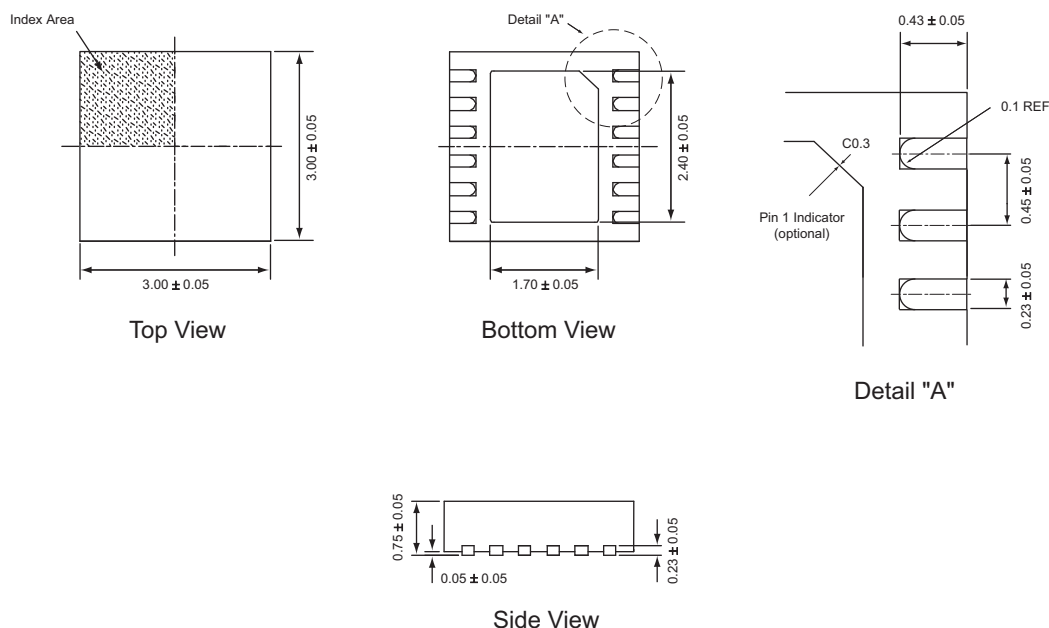 Index Area
3.00 ± 0.05
3.00 ± 0.05
Top View
Detail "A"
2.40 ± 0.05
1.70 ± 0.05
Bottom View
0.43 ± 0.05
0.1 REF
C0.3
0.45 ± 0.05
Pin 1 Indicator
(optional)
0.23 ± 0.05
Detail "A"
0.75 ± 0.05
0.05 ± 0.05
0.23 ± 0.05
Side View